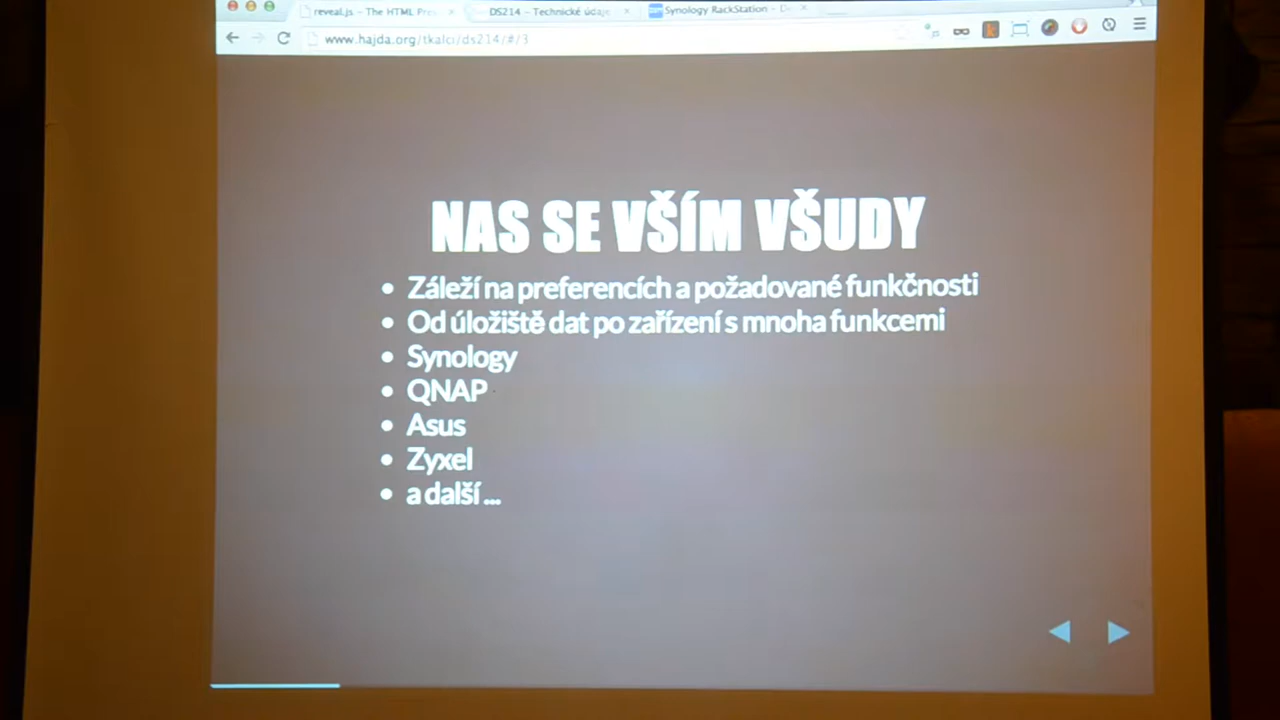 reveal.js – The HTML Pre
DS214 – Technické údaje
Synology RackStation –
www.hajda.org/tkalci/ds214/#/3
NAS SE VŠÍM VŠUDY
• Záleží na preferencích a požadované funkčnosti
• Od úložiště dat po zařízení s mnoha funkcemi
• Synology
• QNAP
• Asus
• Zyxel
• a další ...